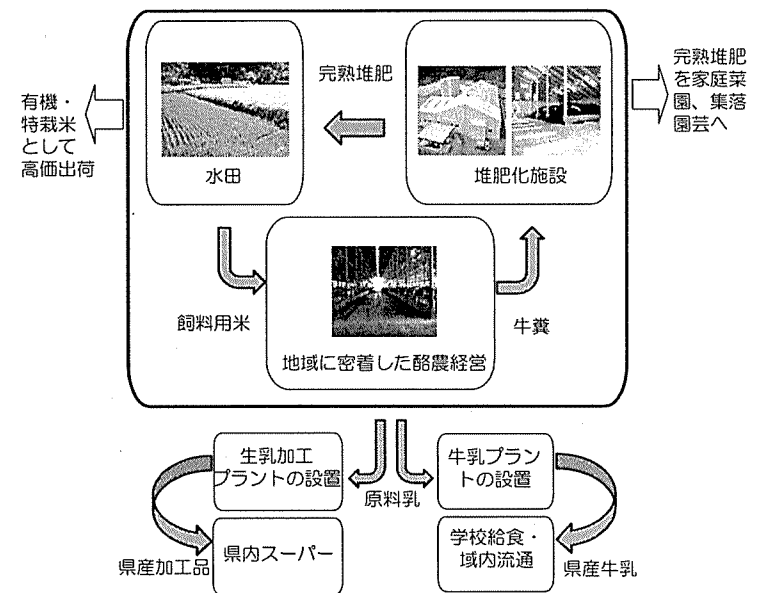 完熟堆肥
有機・
特栽米
として
高価出荷
完熟堆肥
を家庭菜
園、集落
園芸へ
水田
堆肥化施設
飼料用米
牛糞
地域に密着した酪農経営
生乳加工
プラントの設置
牛乳プラン
トの設置
原料乳
県産加工品
県内スーパー
学校給食・
域内流通
県産牛乳